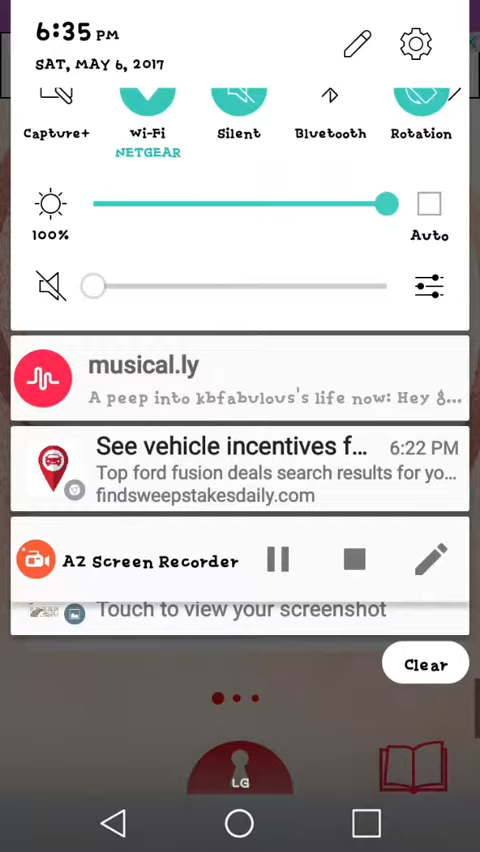 6:35 PM
SAT, MAY 6, 2017
Capture+ Wi-Fi Silent Bluetooth Rotation
NETGEAR
100% Auto
musical.ly
A peep into kbfabulous's life now: Hey g...
See vehicle incentives f... 6:22 PM
Top ford fusion deals search results for yo...
findsweepstakesdaily.com
A2 Screen Recorder
Touch to view your screenshot
Clear
LG